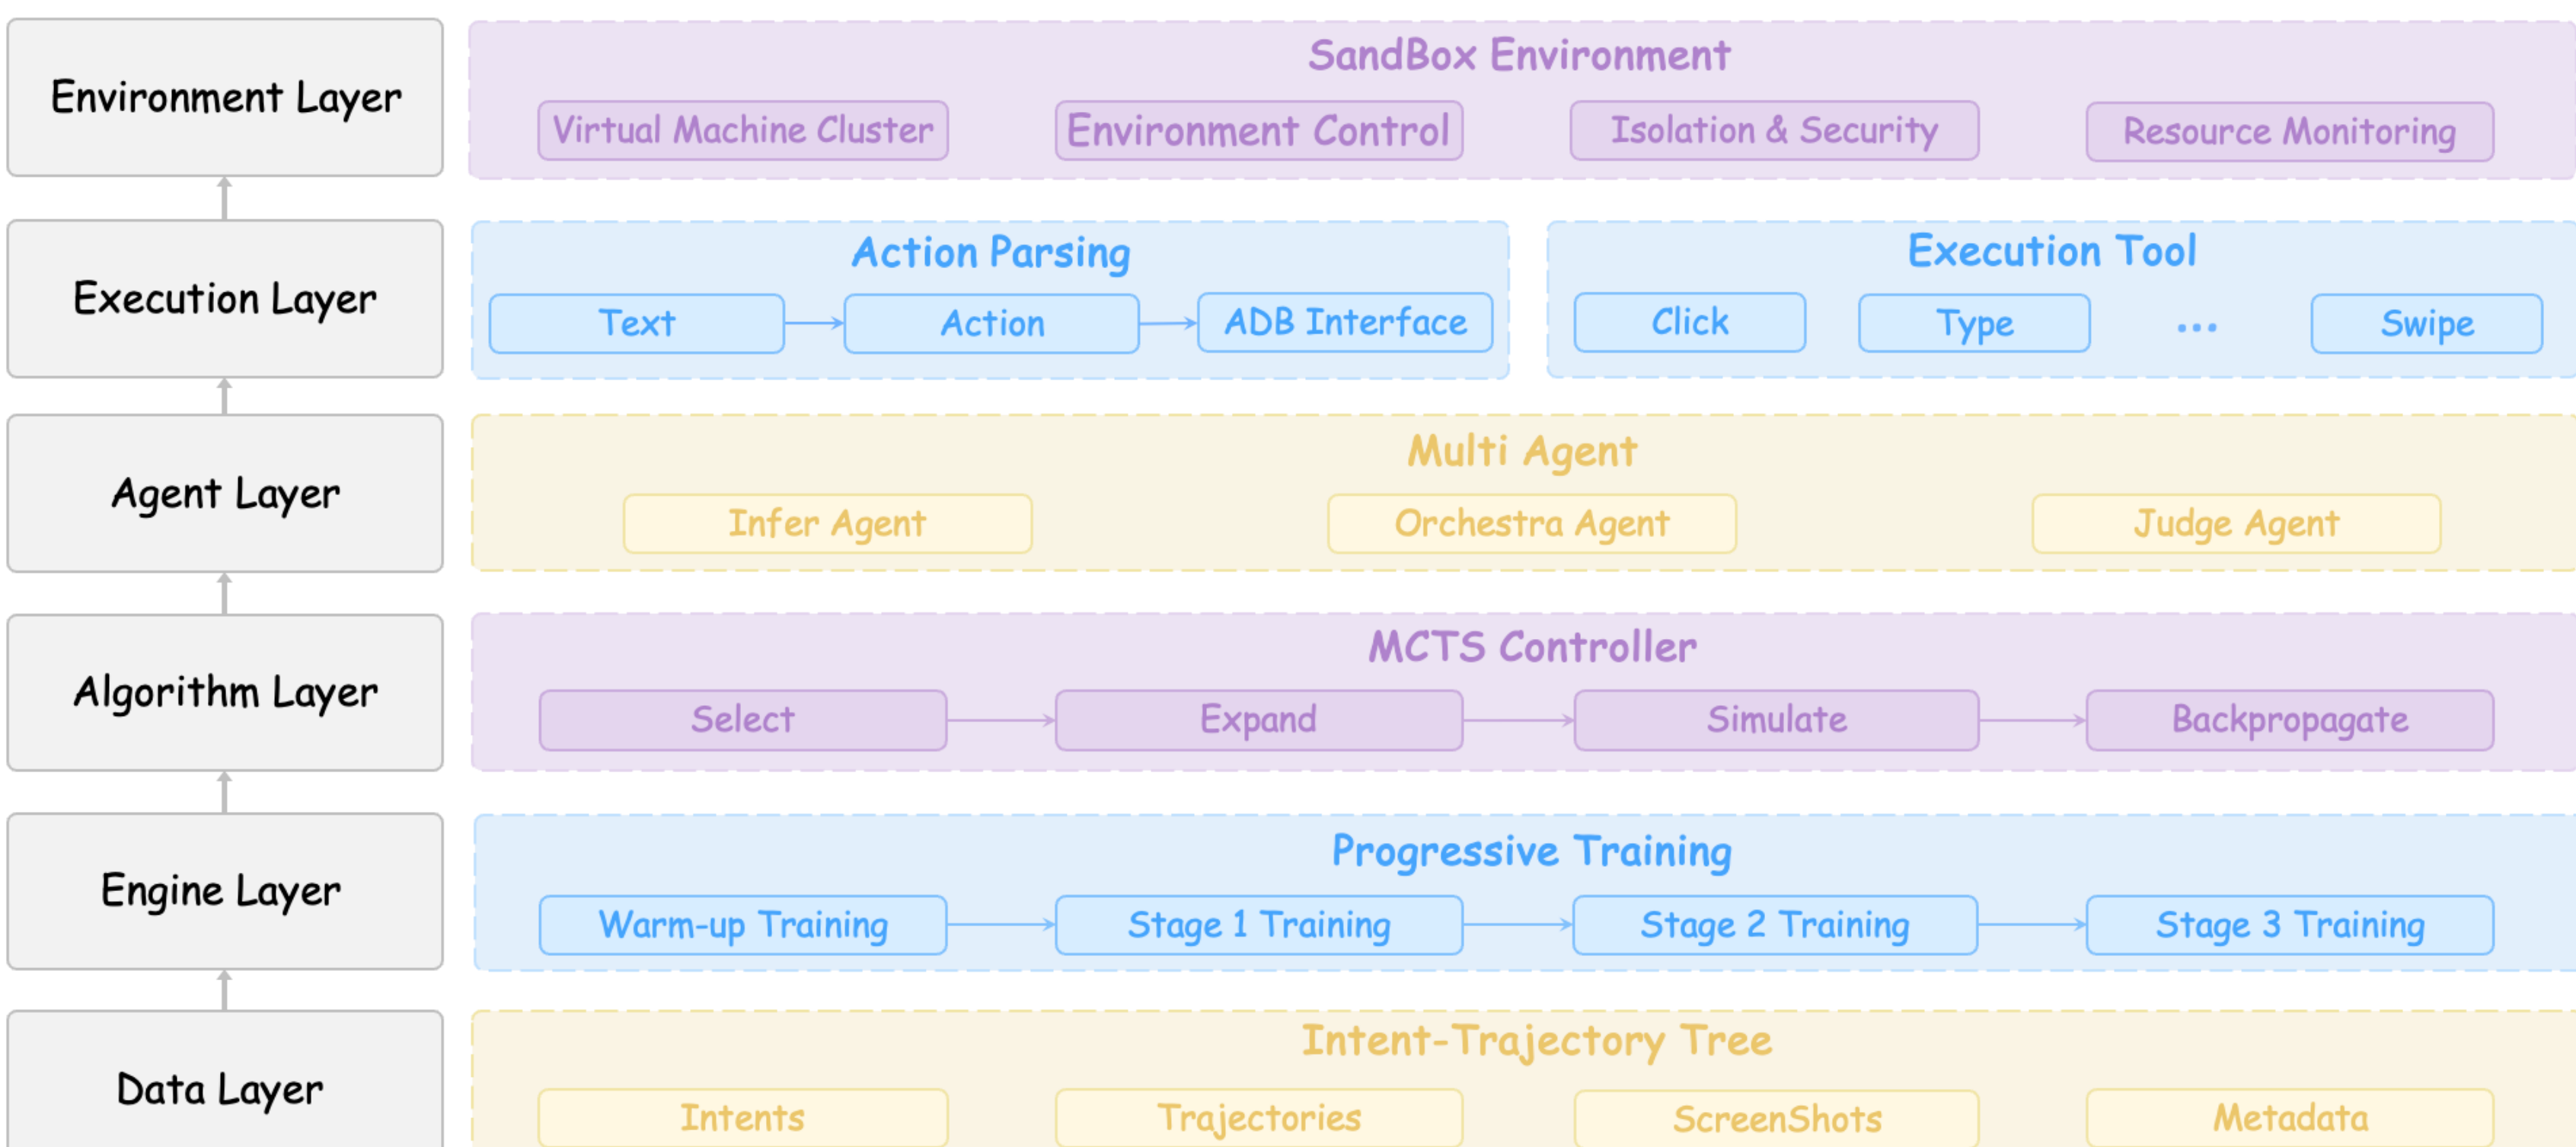 Environment Layer
SandBox Environment
Virtual Machine Cluster
Environment Control
Isolation & Security
Resource Monitoring
Execution Layer
Action Parsing
Text
Action
ADB Interface
Execution Tool
Click
Type
...
Swipe
Agent Layer
Multi Agent
Infer Agent
Orchestra Agent
Judge Agent
Algorithm Layer
MCTS Controller
Select
Expand
Simulate
Backpropagate
Engine Layer
Progressive Training
Warm-up Training
Stage 1 Training
Stage 2 Training
Stage 3 Training
Data Layer
Intent-Trajectory Tree
Intents
Trajectories
ScreenShots
Metadata